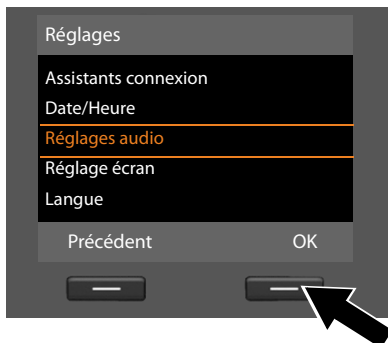 Réglages
Assistants connexion
Date/Heure
Réglages audio
Réglage écran
Langue
Précédent OK